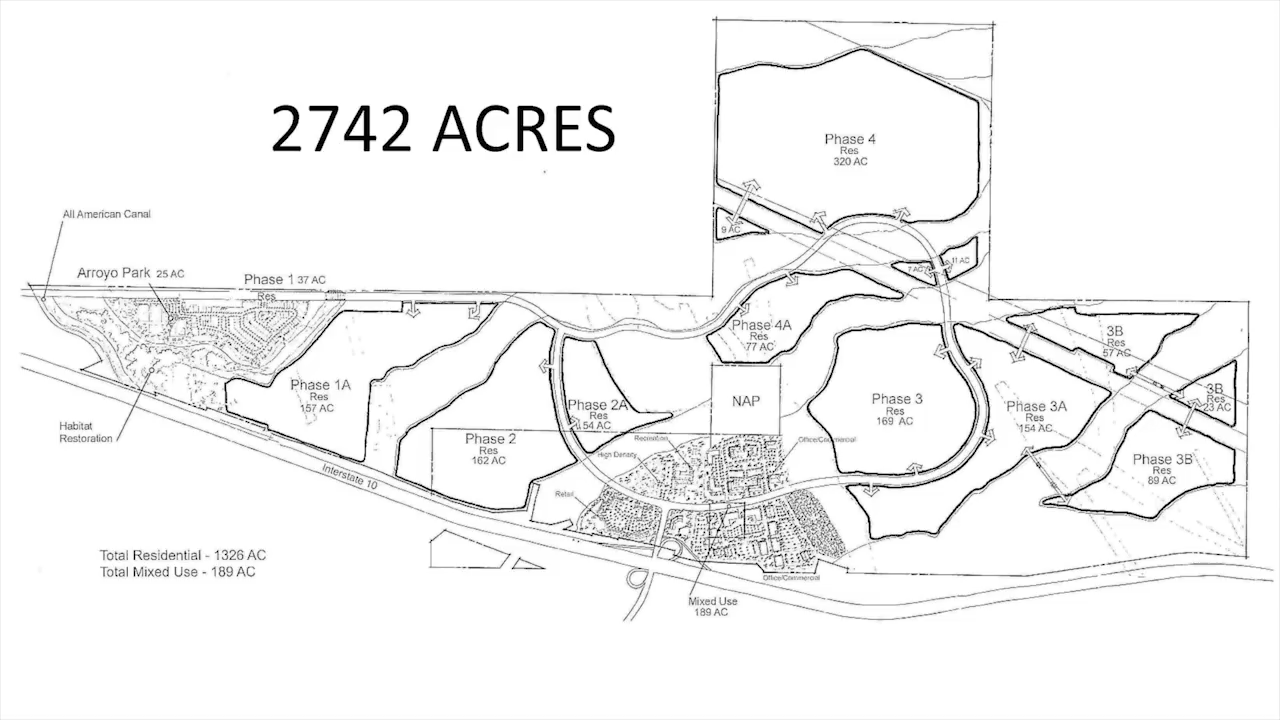 2742 ACRES
Phase 4
Res
320 AC
All American Canal
9 AC
Arroyo Park 25 AC
Phase 1 37 AC
Res
7 AC
11 AC
Phase 4A
Res
77 AC
3B
Res
57 AC
Phase 1A
Res
157 AC
Phase 2A
Res
54 AC
NAP
Phase 3
Res
169 AC
Phase 3A
Res
154 AC
3B
Res
23 AC
Habitat
Restoration
Phase 2
Res
162 AC
Recreation
High Density
Office/Commercial
Phase 3B
Res
89 AC
Interstate 10
Retail
Total Residential - 1326 AC
Total Mixed Use - 189 AC
Office/Commercial
Mixed Use
189 AC